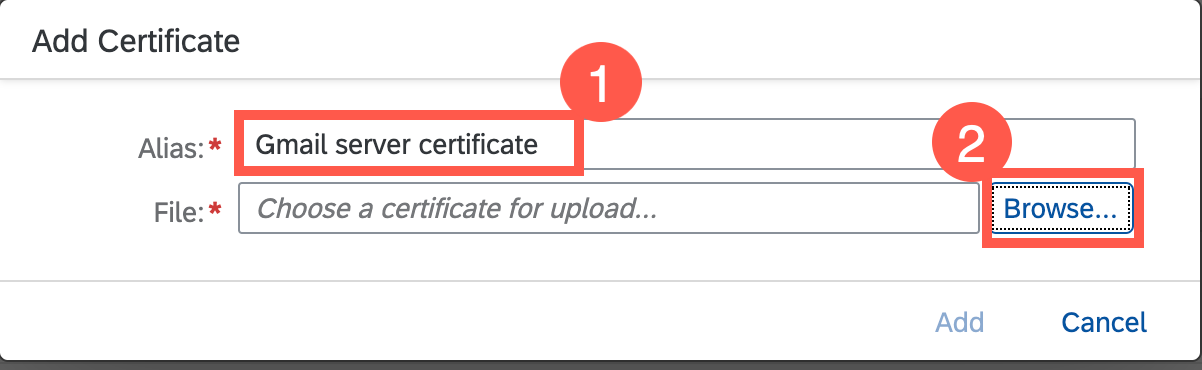 Add Certificate
1
Alias:* Gmail server certificate
2
File:* Choose a certificate for upload... Browse...
Add Cancel